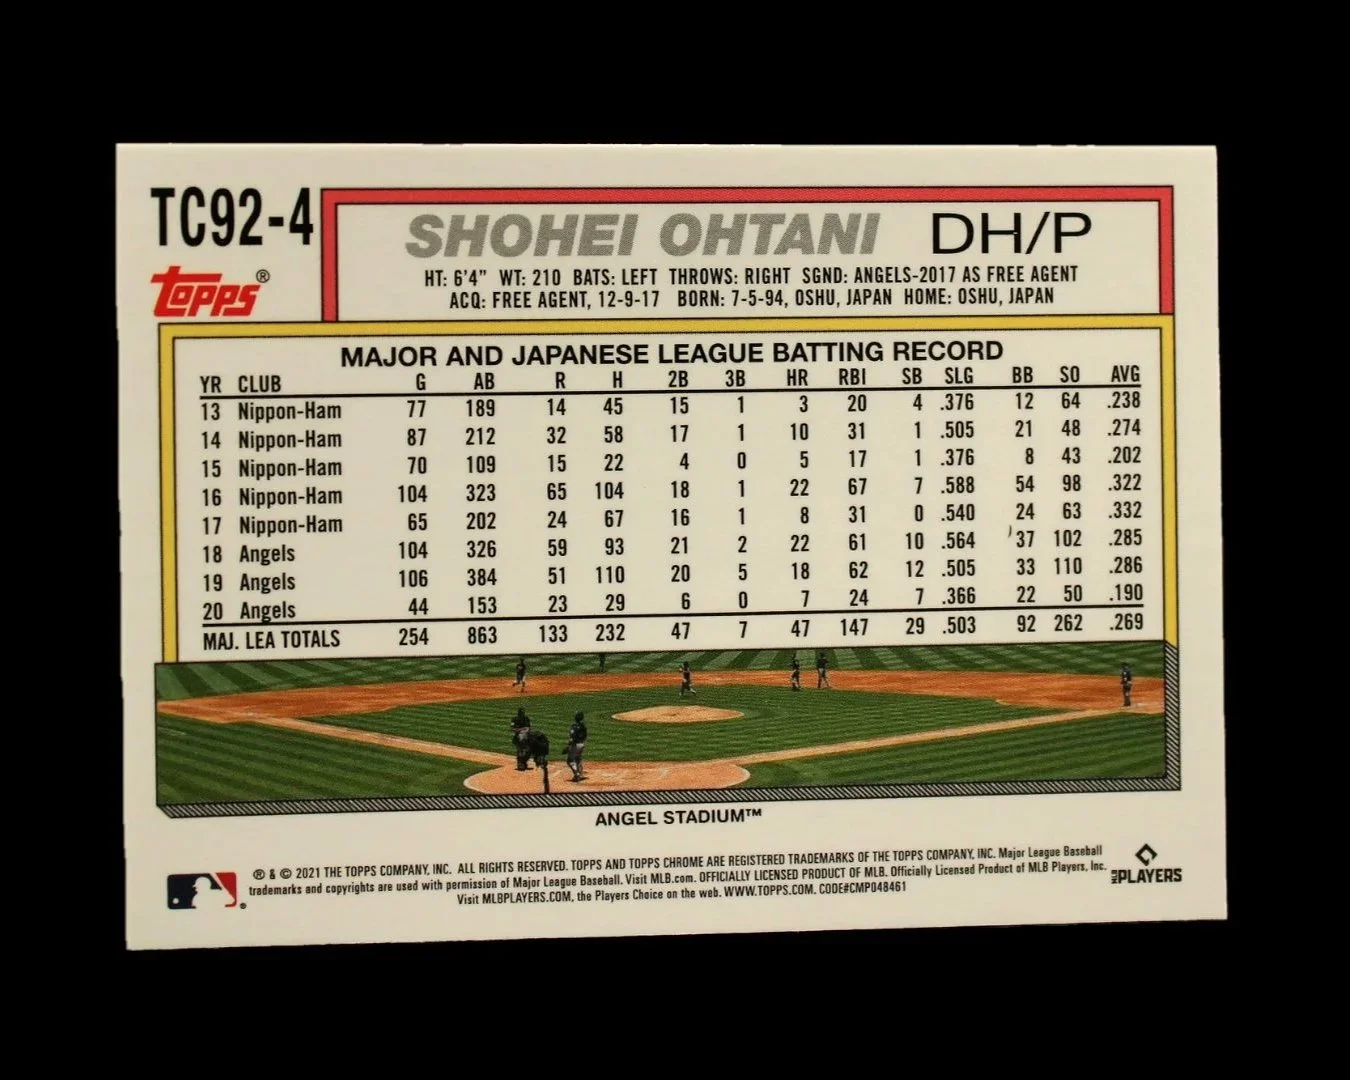 TC92-4
SHOHEI OHTANI DH/P
Topps®
HT: 6'4" WT: 210 BATS: LEFT THROWS: RIGHT SGND: ANGELS-2017 AS FREE AGENT
ACQ: FREE AGENT, 12-9-17 BORN: 7-5-94, OSHU, JAPAN HOME: OSHU, JAPAN
MAJOR AND JAPANESE LEAGUE BATTING RECORD
YR CLUB G AB R H 2B 3B HR RBI SB SLG BB SO AVG
13 Nippon-Ham 77 189 14 45 15 1 3 20 4 .376 12 64 .238
14 Nippon-Ham 87 212 32 58 17 1 10 31 1 .505 21 48 .274
15 Nippon-Ham 70 109 15 22 4 0 5 17 1 .376 8 43 .202
16 Nippon-Ham 104 323 65 104 18 1 22 67 7 .588 54 98 .322
17 Nippon-Ham 65 202 24 67 16 1 8 31 0 .540 24 63 .332
18 Angels 104 326 59 93 21 2 22 61 10 .564 37 102 .285
19 Angels 106 384 51 110 20 5 18 62 12 .505 33 110 .286
20 Angels 44 153 23 29 6 0 7 24 7 .366 22 50 .190
MAJ. LEA TOTALS 254 863 133 232 47 7 47 147 29 .503 92 262 .269
ANGEL STADIUM™
® & © 2021 THE TOPPS COMPANY, INC. ALL RIGHTS RESERVED. TOPPS AND TOPPS CHROME ARE REGISTERED TRADEMARKS OF THE TOPPS COMPANY, INC. Major League Baseball
trademarks and copyrights are used with permission of Major League Baseball. Visit MLB.com. OFFICIALLY LICENSED PRODUCT OF MLB. Officially Licensed Product of MLB Players, Inc.
Visit MLBPLAYERS.COM, the Players Choice on the web. WWW.TOPPS.COM. CODE#CMP048461
MLB PLAYERS